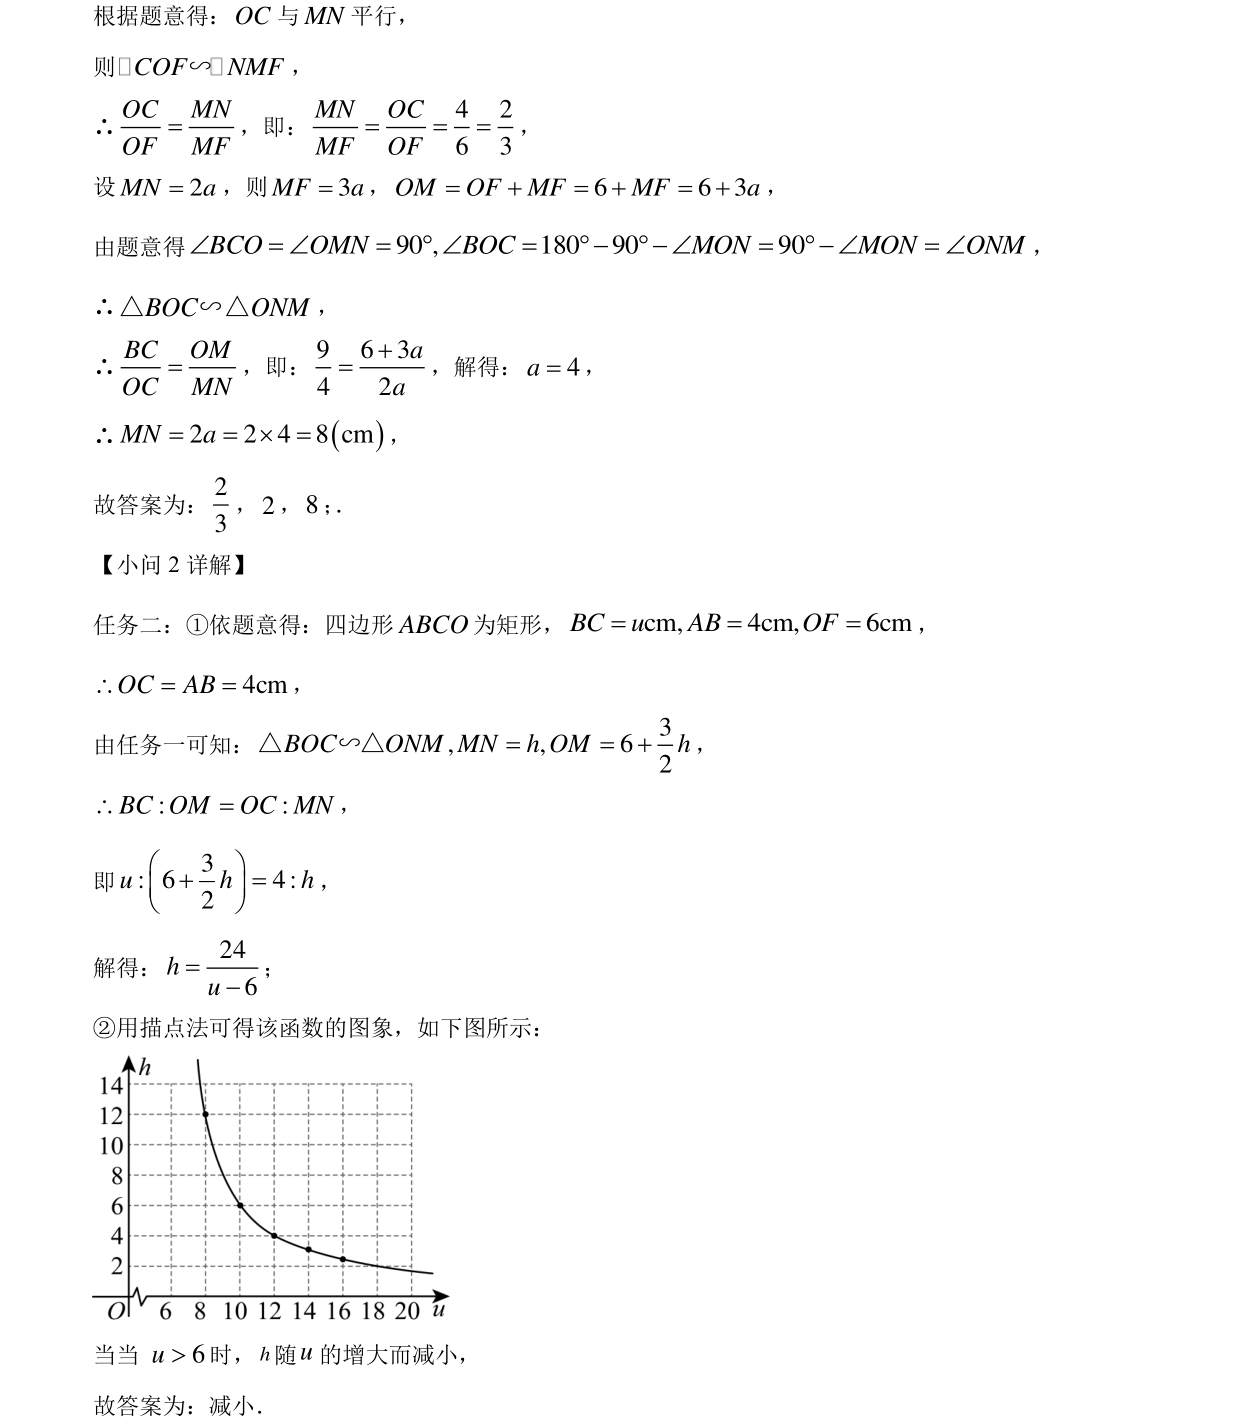 根据题意得：OC 与 MN 平行，
则□COF∽□NMF，
∴OC/OF=MN/MF，即：MN/MF=OC/OF=4/6=2/3，
设 MN=2a，则 MF=3a，OM=OF+MF=6+MF=6+3a，
由题意得∠BCO=∠OMN=90°,∠BOC=180°−90°−∠MON=90°−∠MON=∠ONM，
∴△BOC∽△ONM，
∴BC/OC=OM/MN，即：9/4=(6+3a)/2a，解得：a=4，
∴MN=2a=2×4=8(cm)，
故答案为：2/3，2，8；.
【小问 2 详解】
任务二：①依题意得：四边形 ABCO 为矩形，BC=ucm,AB=4cm,OF=6cm，
∴OC=AB=4cm，
由任务一可知：△BOC∽△ONM,MN=h,OM=6+3/2h，
∴BC:OM=OC:MN，
即 u:(6+3/2h)=4:h，
解得：h=24/(u−6)；
②用描点法可得该函数的图象，如下图所示：
h
14
12
10
8
6
4
2
O 6 8 10 12 14 16 18 20 u
当当 u>6 时，h 随 u 的增大而减小，
故答案为：减小.